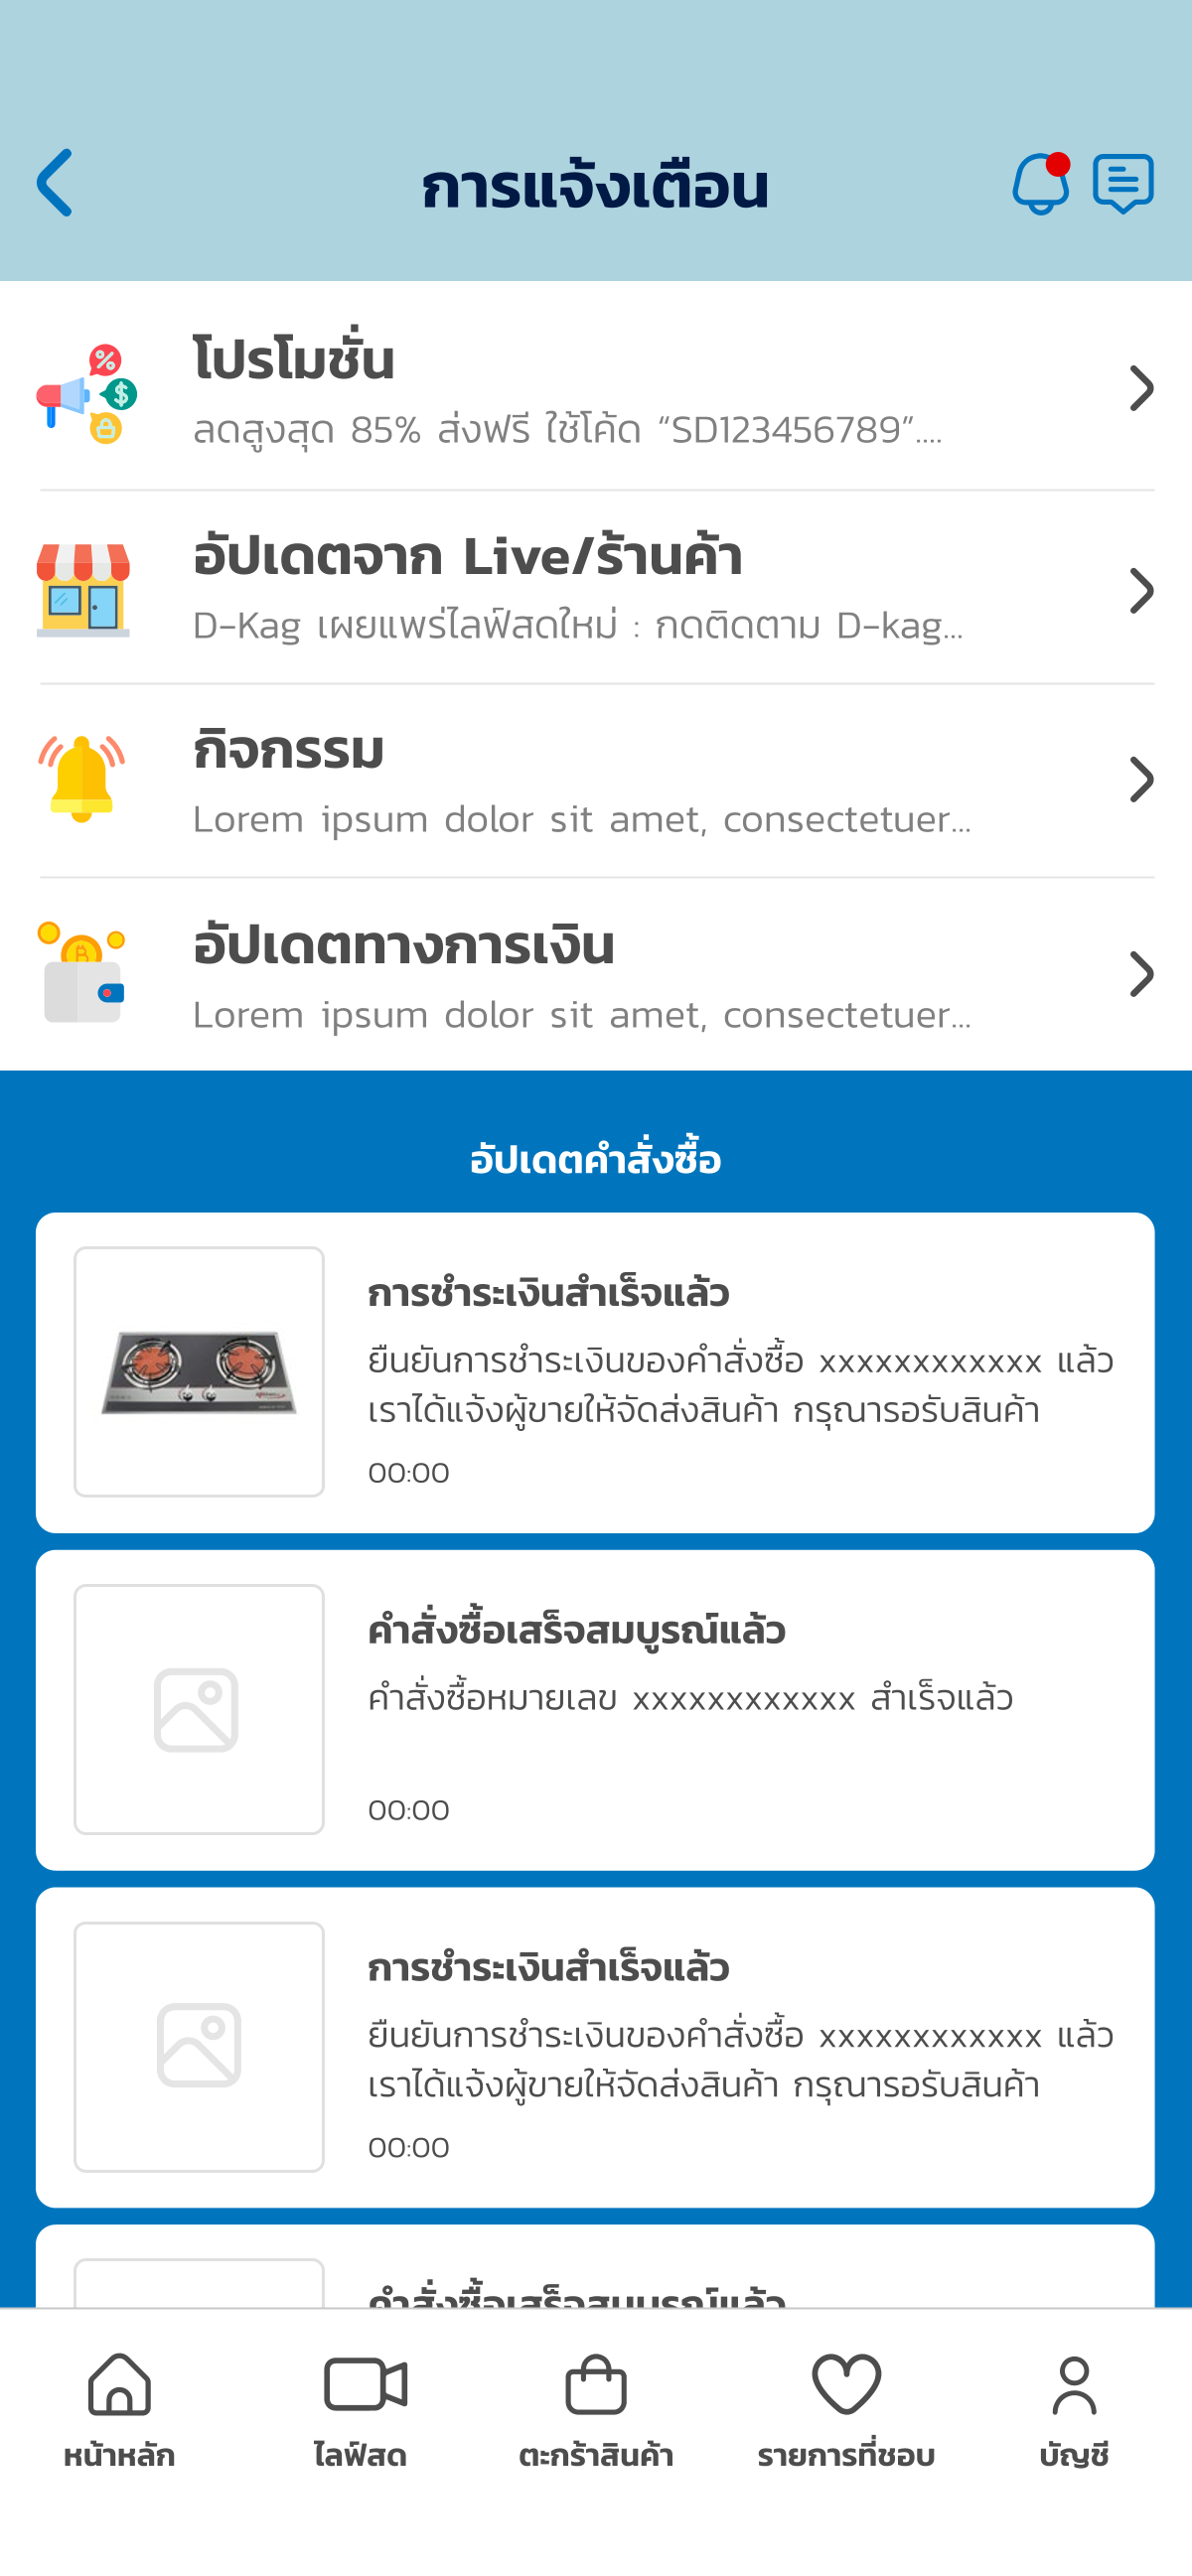 การแจ้งเตือน
โปรโมชั่น
ลดสูงสุด 85% ส่งฟรี ใช้โค้ด “SD123456789”....
อัปเดตจาก Live/ร้านค้า
D-Kag เผยแพร่ไลฟ์สดใหม่ : กดติดตาม D-kag...
กิจกรรม
Lorem ipsum dolor sit amet, consectetuer...
อัปเดตทางการเงิน
Lorem ipsum dolor sit amet, consectetuer...
อัปเดตคำสั่งซื้อ
การชำระเงินสำเร็จแล้ว
ยืนยันการชำระเงินของคำสั่งซื้อ xxxxxxxxxxxx แล้ว
เราได้แจ้งผู้ขายให้จัดส่งสินค้า กรุณารอรับสินค้า
00:00
คำสั่งซื้อเสร็จสมบูรณ์แล้ว
คำสั่งซื้อหมายเลข xxxxxxxxxxxx สำเร็จแล้ว
00:00
การชำระเงินสำเร็จแล้ว
ยืนยันการชำระเงินของคำสั่งซื้อ xxxxxxxxxxxx แล้ว
เราได้แจ้งผู้ขายให้จัดส่งสินค้า กรุณารอรับสินค้า
00:00
คำสั่งซื้อเสร็จสมบูรณ์แล้ว
หน้าหลัก
ไลฟ์สด
ตะกร้าสินค้า
รายการที่ชอบ
บัญชี